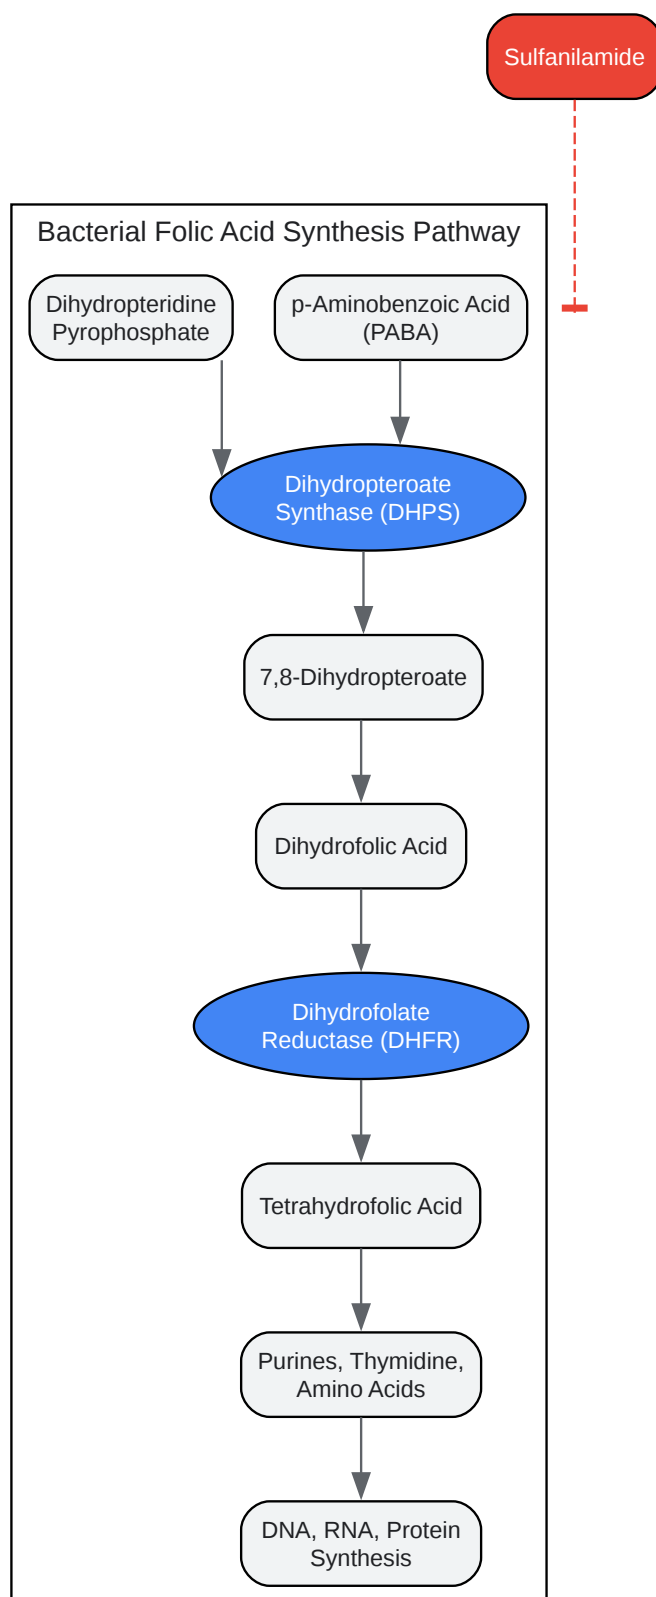 Sulfanilamide
Bacterial Folic Acid Synthesis Pathway
Dihydropteridine
Pyrophosphate
p-Aminobenzoic Acid
(PABA)
Dihydropteroate
Synthase (DHPS)
7,8-Dihydropteroate
Dihydrofolic Acid
Dihydrofolate
Reductase (DHFR)
Tetrahydrofolic Acid
Purines, Thymidine,
Amino Acids
DNA, RNA, Protein
Synthesis